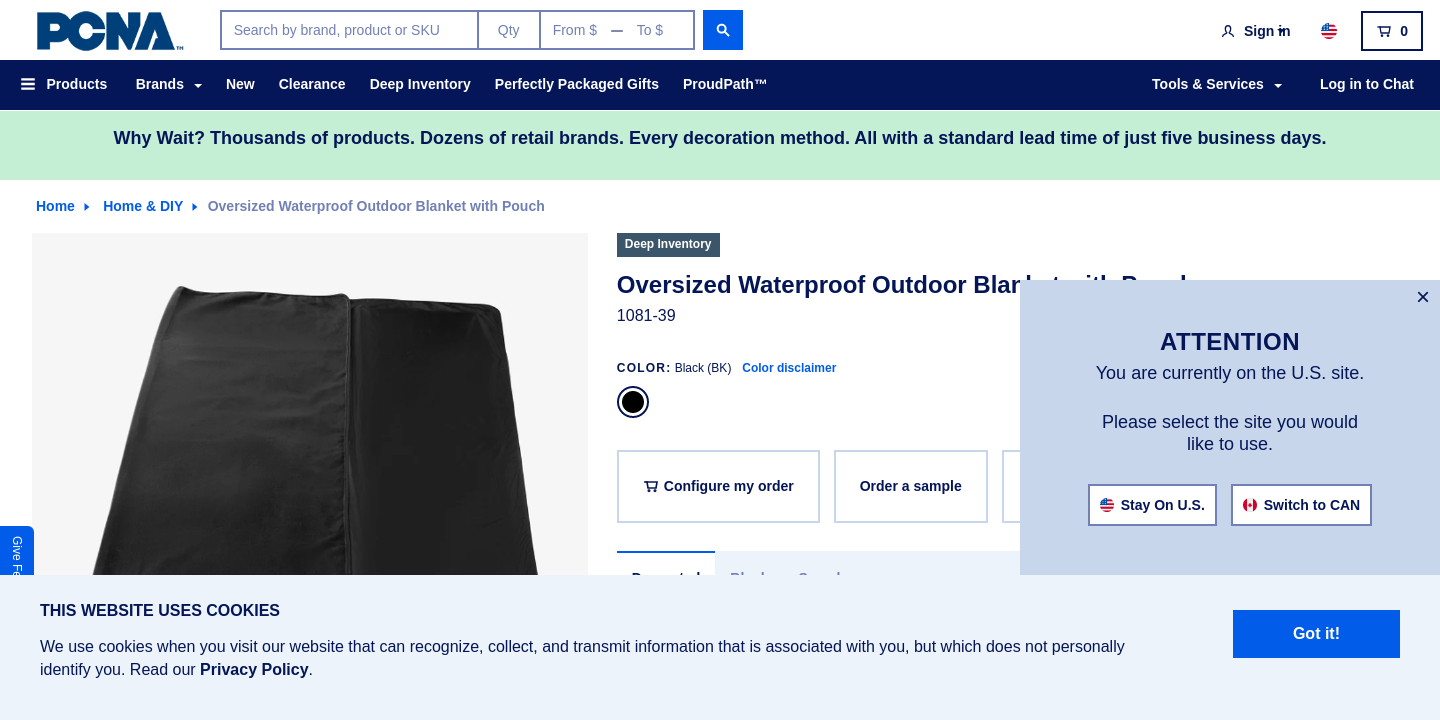 PCNA™
Search by brand, product or SKU
Qty
From $ — To $
Sign in
0
Products
Brands
New
Clearance
Deep Inventory
Perfectly Packaged Gifts
ProudPath™
Tools & Services
Log in to Chat
Why Wait? Thousands of products. Dozens of retail brands. Every decoration method. All with a standard lead time of just five business days.
Home
Home & DIY
Oversized Waterproof Outdoor Blanket with Pouch
Deep Inventory
Oversized Waterproof Outdoor Blanket with Pouch
1081-39
COLOR: Black (BK) Color disclaimer
Configure my order
Order a sample
×
ATTENTION
You are currently on the U.S. site.
Please select the site you would
like to use.
Stay On U.S.
Switch to CAN
Give Fe
THIS WEBSITE USES COOKIES
We use cookies when you visit our website that can recognize, collect, and transmit information that is associated with you, but which does not personally
identify you. Read our Privacy Policy.
Got it!